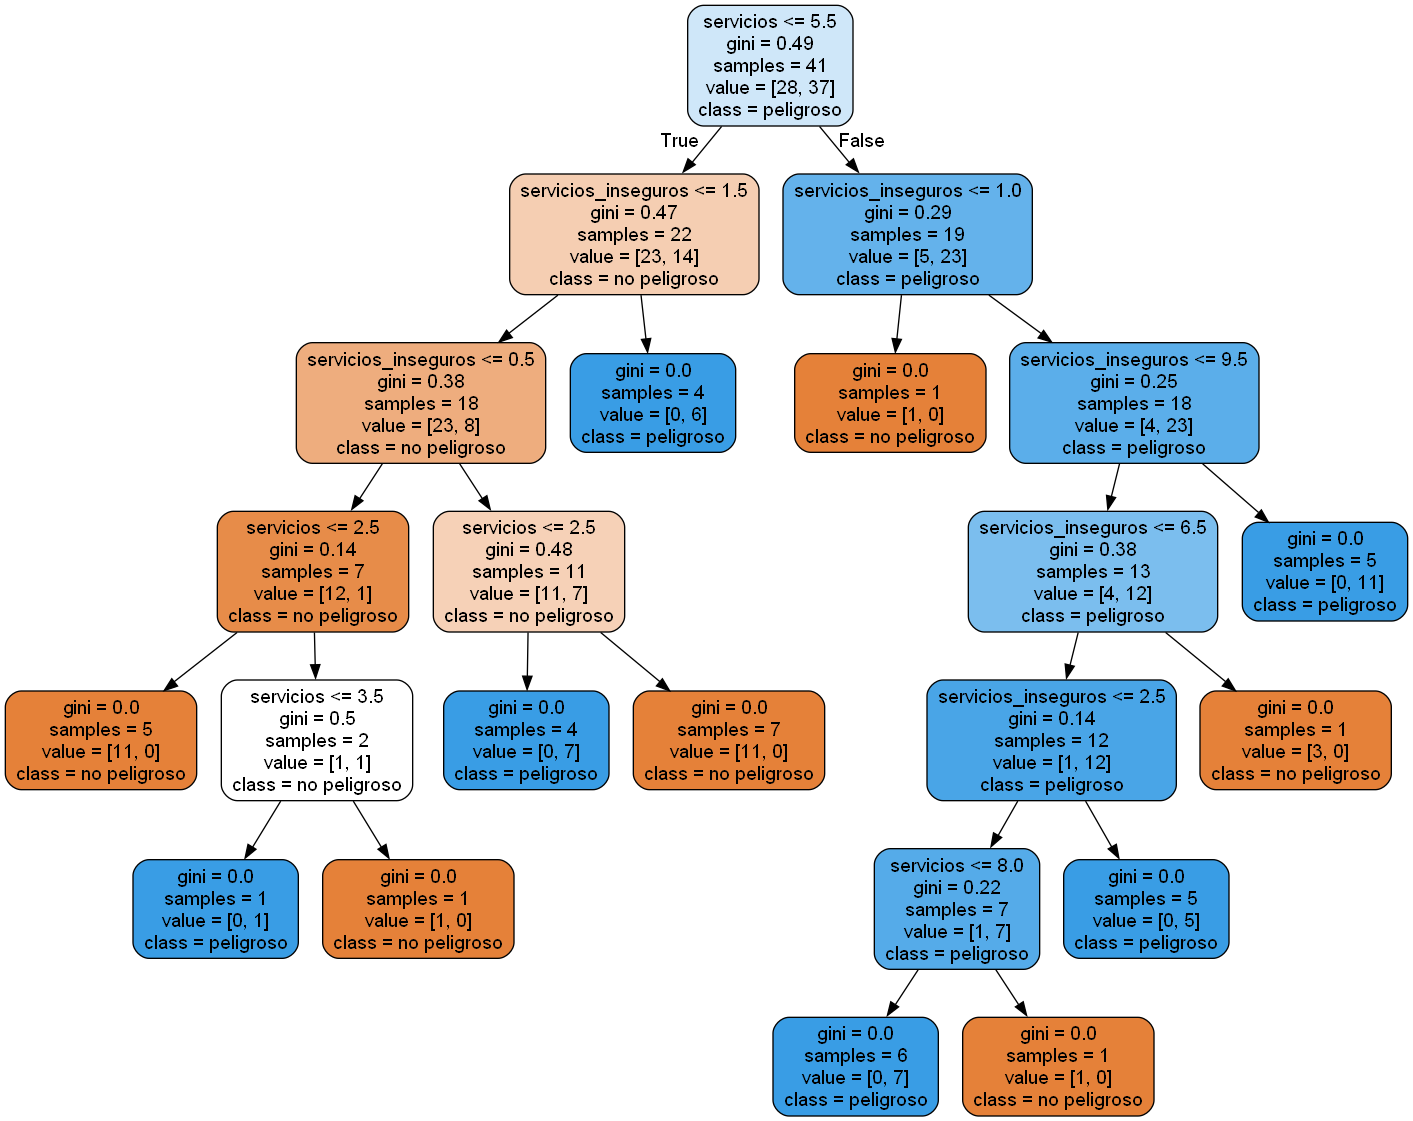 servicios <= 5.5
gini = 0.49
samples = 41
value = [28, 37]
class = peligroso
True
False
servicios_inseguros <= 1.5
gini = 0.47
samples = 22
value = [23, 14]
class = no peligroso
servicios_inseguros <= 1.0
gini = 0.29
samples = 19
value = [5, 23]
class = peligroso
servicios_inseguros <= 0.5
gini = 0.38
samples = 18
value = [23, 8]
class = no peligroso
gini = 0.0
samples = 4
value = [0, 6]
class = peligroso
gini = 0.0
samples = 1
value = [1, 0]
class = no peligroso
servicios_inseguros <= 9.5
gini = 0.25
samples = 18
value = [4, 23]
class = peligroso
servicios <= 2.5
gini = 0.14
samples = 7
value = [12, 1]
class = no peligroso
servicios <= 2.5
gini = 0.48
samples = 11
value = [11, 7]
class = no peligroso
servicios_inseguros <= 6.5
gini = 0.38
samples = 13
value = [4, 12]
class = peligroso
gini = 0.0
samples = 5
value = [0, 11]
class = peligroso
gini = 0.0
samples = 5
value = [11, 0]
class = no peligroso
servicios <= 3.5
gini = 0.5
samples = 2
value = [1, 1]
class = no peligroso
gini = 0.0
samples = 4
value = [0, 7]
class = peligroso
gini = 0.0
samples = 7
value = [11, 0]
class = no peligroso
servicios_inseguros <= 2.5
gini = 0.14
samples = 12
value = [1, 12]
class = peligroso
gini = 0.0
samples = 1
value = [3, 0]
class = no peligroso
gini = 0.0
samples = 1
value = [0, 1]
class = peligroso
gini = 0.0
samples = 1
value = [1, 0]
class = no peligroso
servicios <= 8.0
gini = 0.22
samples = 7
value = [1, 7]
class = peligroso
gini = 0.0
samples = 5
value = [0, 5]
class = peligroso
gini = 0.0
samples = 6
value = [0, 7]
class = peligroso
gini = 0.0
samples = 1
value = [1, 0]
class = no peligroso